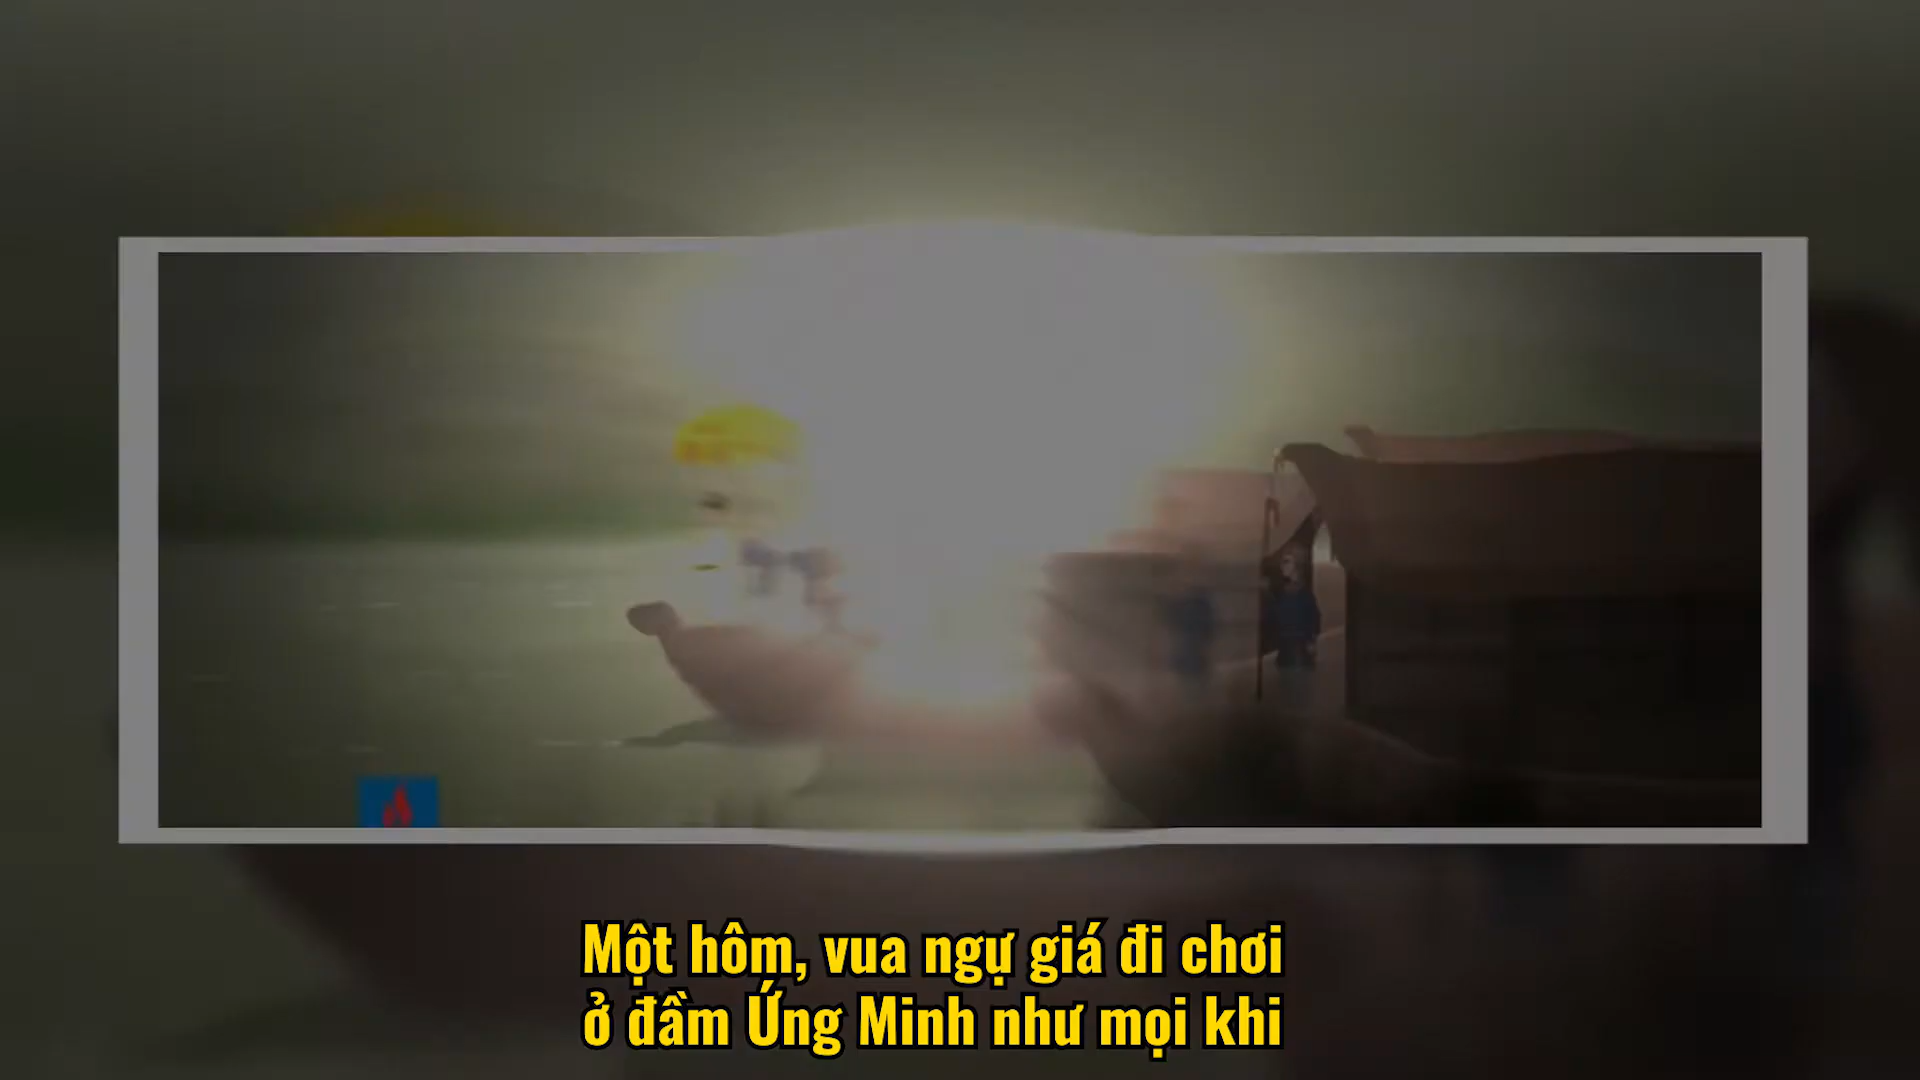 Một hôm, vua ngự giá đi chơi
ở đầm Ứng Minh như mọi khi